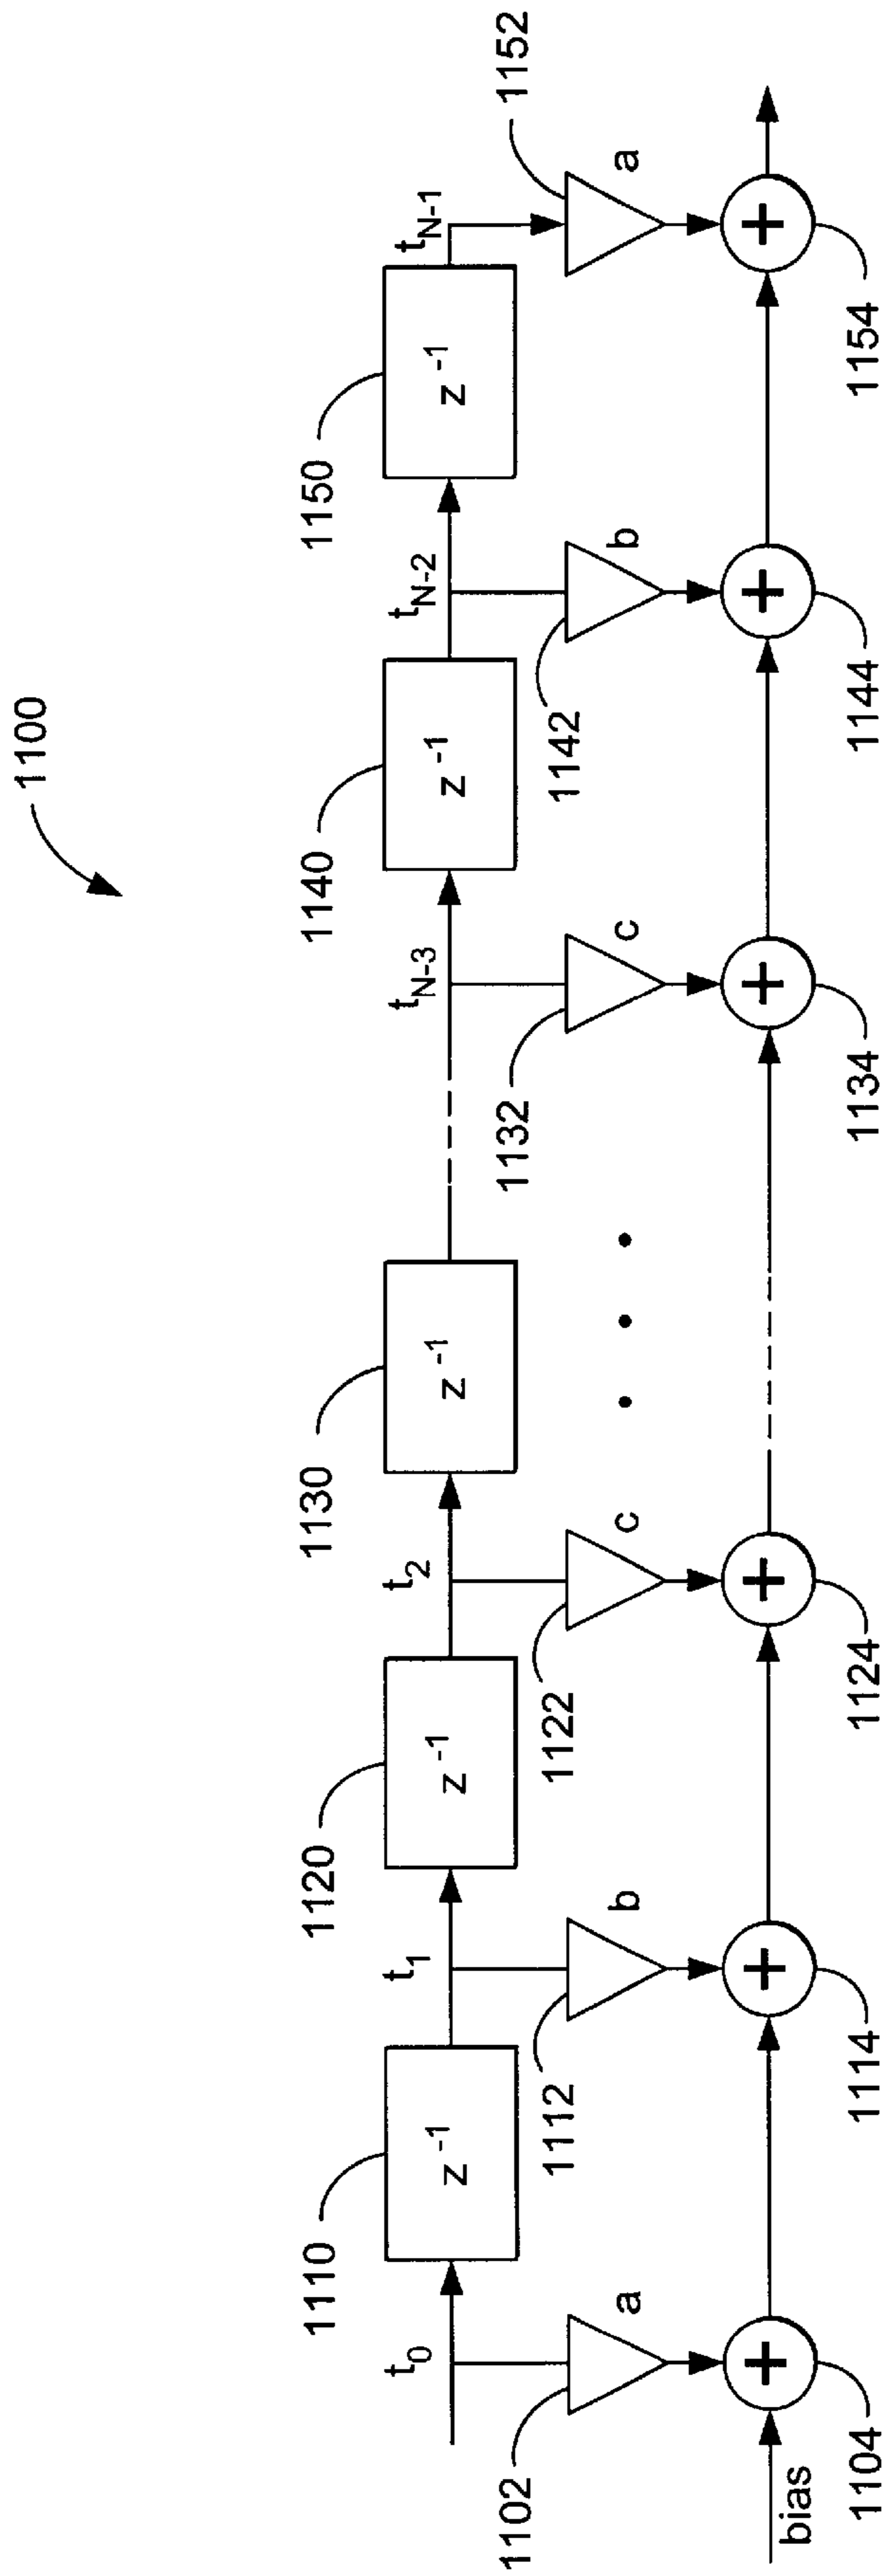 1100
1110
1120
1130
1140
1150
t0
z-1
t1
z-1
t2
z-1
tN-3
z-1
tN-2
z-1
tN-1
1102
a
1112
b
1122
c
• • •
1132
c
1142
b
1152
a
bias
+
+
+
+
+
+
1104
1114
1124
1134
1144
1154